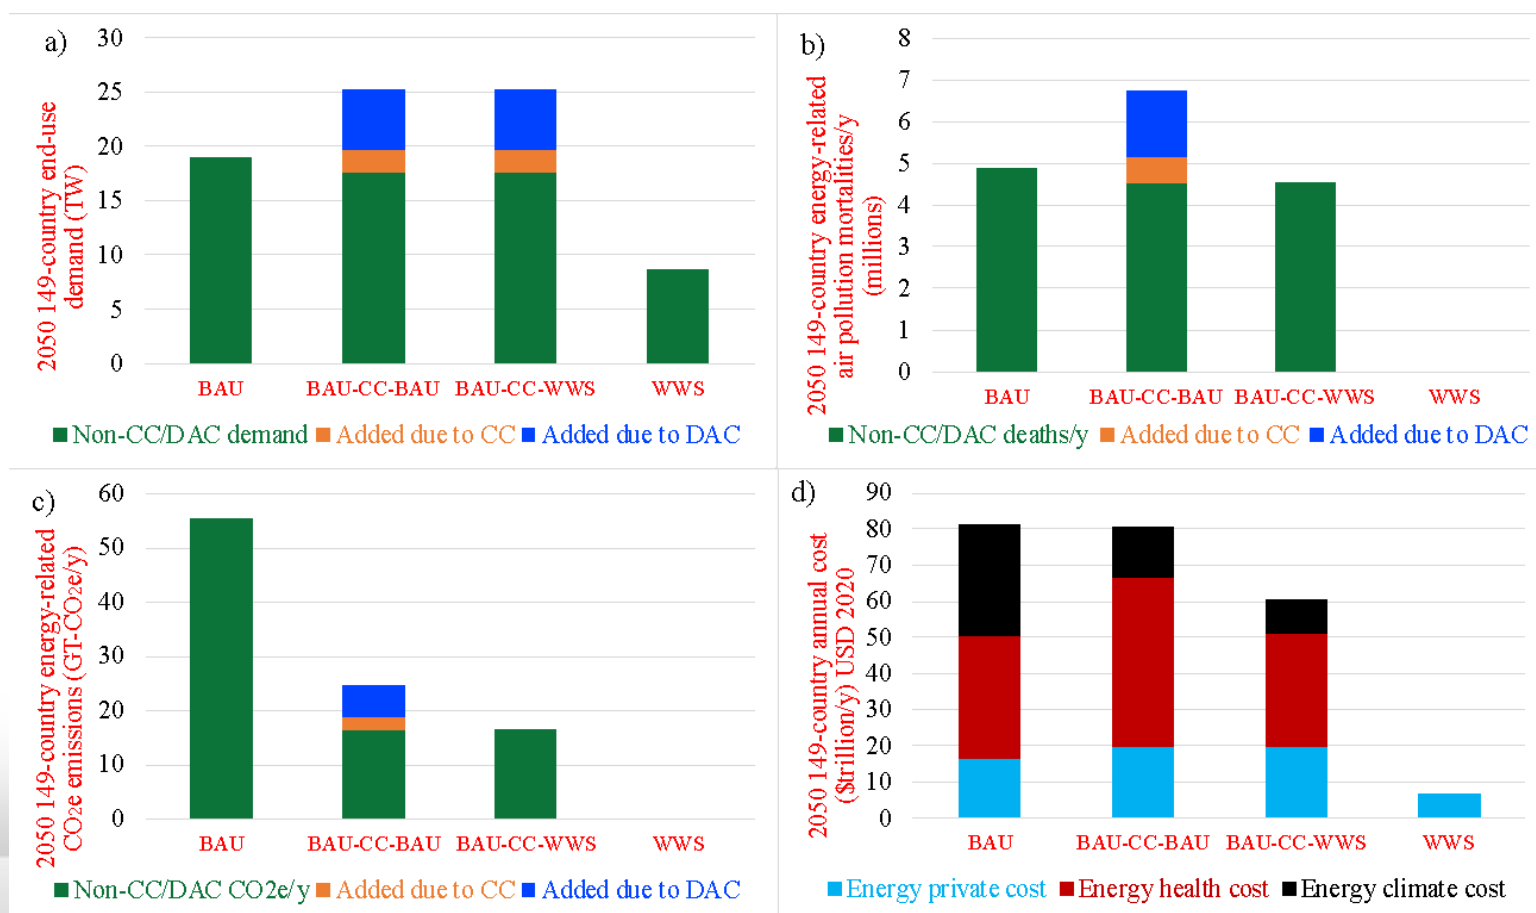 a)
2050 149-country end-use
demand (TW)
30
25
20
15
10
5
0
BAU
BAU-CC-BAU
BAU-CC-WWS
WWS
Non-CC/DAC demand
Added due to CC
Added due to DAC
b)
2050 149-country energy-related
air pollution mortalities/y
(millions)
8
7
6
5
4
3
2
1
0
BAU
BAU-CC-BAU
BAU-CC-WWS
WWS
Non-CC/DAC deaths/y
Added due to CC
Added due to DAC
c)
2050 149-country energy-related
CO2e emissions (GT-CO2e/y)
60
50
40
30
20
10
0
BAU
BAU-CC-BAU
BAU-CC-WWS
WWS
Non-CC/DAC CO2e/y
Added due to CC
Added due to DAC
d)
2050 149-country annual cost
($trillion/y) USD 2020
90
80
70
60
50
40
30
20
10
0
BAU
BAU-CC-BAU
BAU-CC-WWS
WWS
Energy private cost
Energy health cost
Energy climate cost